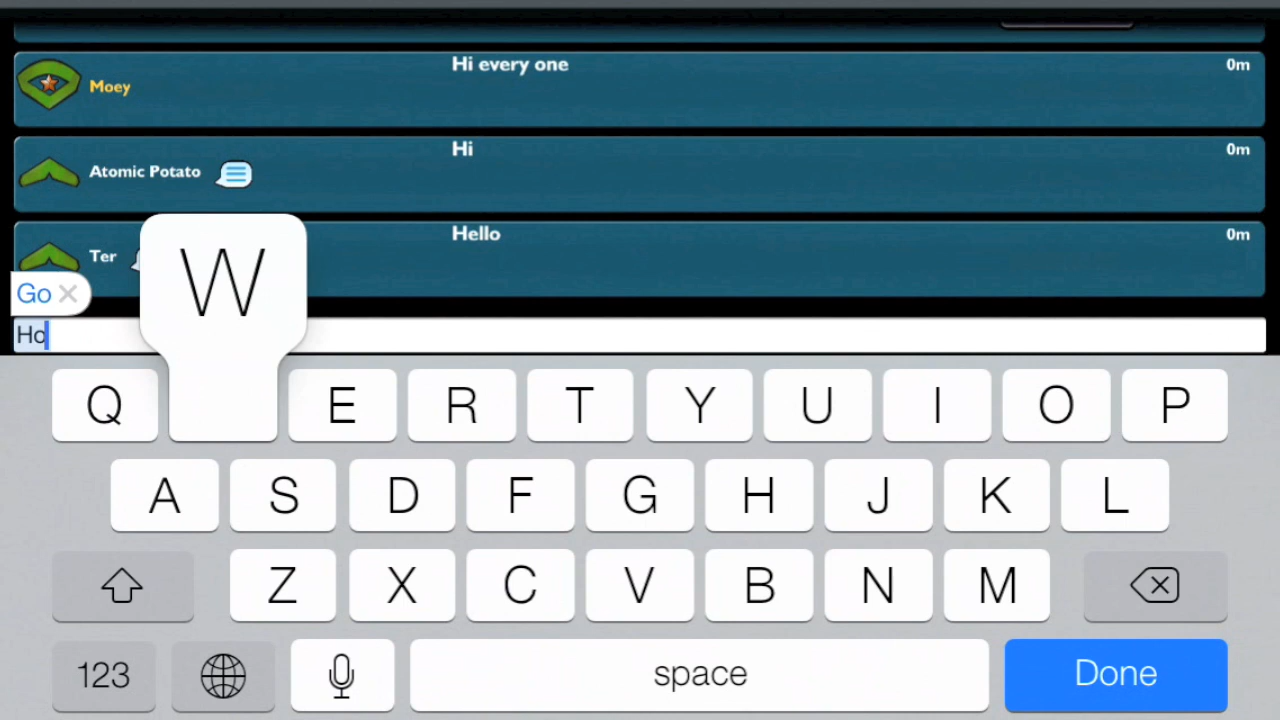 Hi every one
0m
Moey
Hi
0m
Atomic Potato
Hello
0m
Ter
Go
Ho
W
Q E R T Y U I O P
A S D F G H J K L
Z X C V B N M
123 space Done